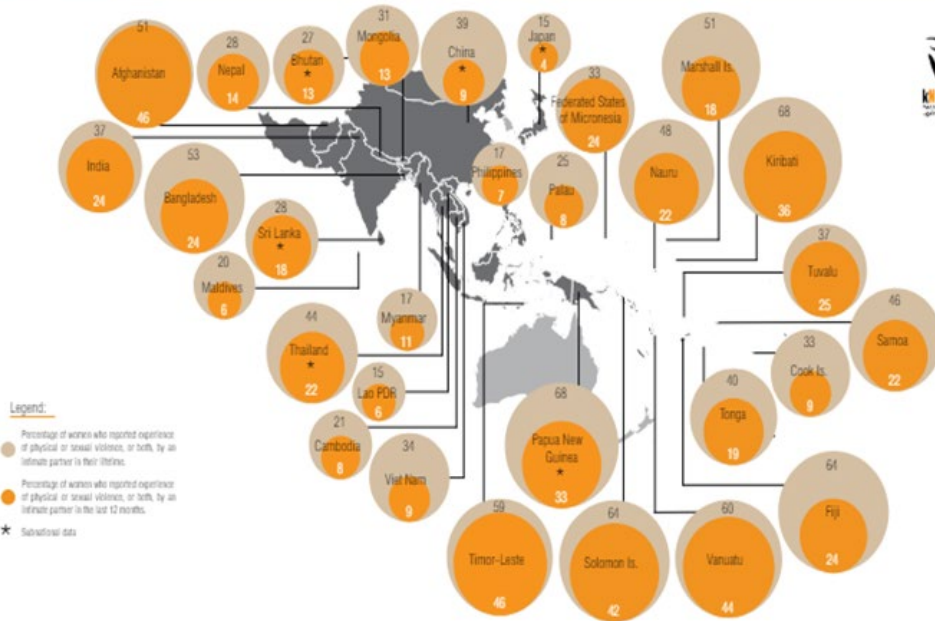 51
Afghanistan
46
28
Nepal
14
27
Bhutan
*
13
31
Mongolia
13
39
China
*
9
15
Japan
*
4
33
Federated States
of Micronesia
24
51
Marshall Is.
18
68
Kiribati
36
37
India
24
53
Bangladesh
24
28
Sri Lanka
*
18
20
Maldives
6
17
Philippines
7
25
Palau
8
48
Nauru
22
37
Tuvalu
25
44
Thailand
*
22
17
Myanmar
11
15
Lao PDR
6
21
Cambodia
8
34
Viet Nam
9
46
Samoa
22
33
Cook Is.
9
40
Tonga
19
68
Papua New
Guinea
*
33
59
Timor-Leste
46
64
Solomon Is.
42
60
Vanuatu
44
64
Fiji
24
Legend:
Percentage of women who reported experience
of physical or sexual violence, or both, by an
intimate partner in their lifetime.
Percentage of women who reported experience
of physical or sexual violence, or both, by an
intimate partner in the last 12 months.
* Subnational data